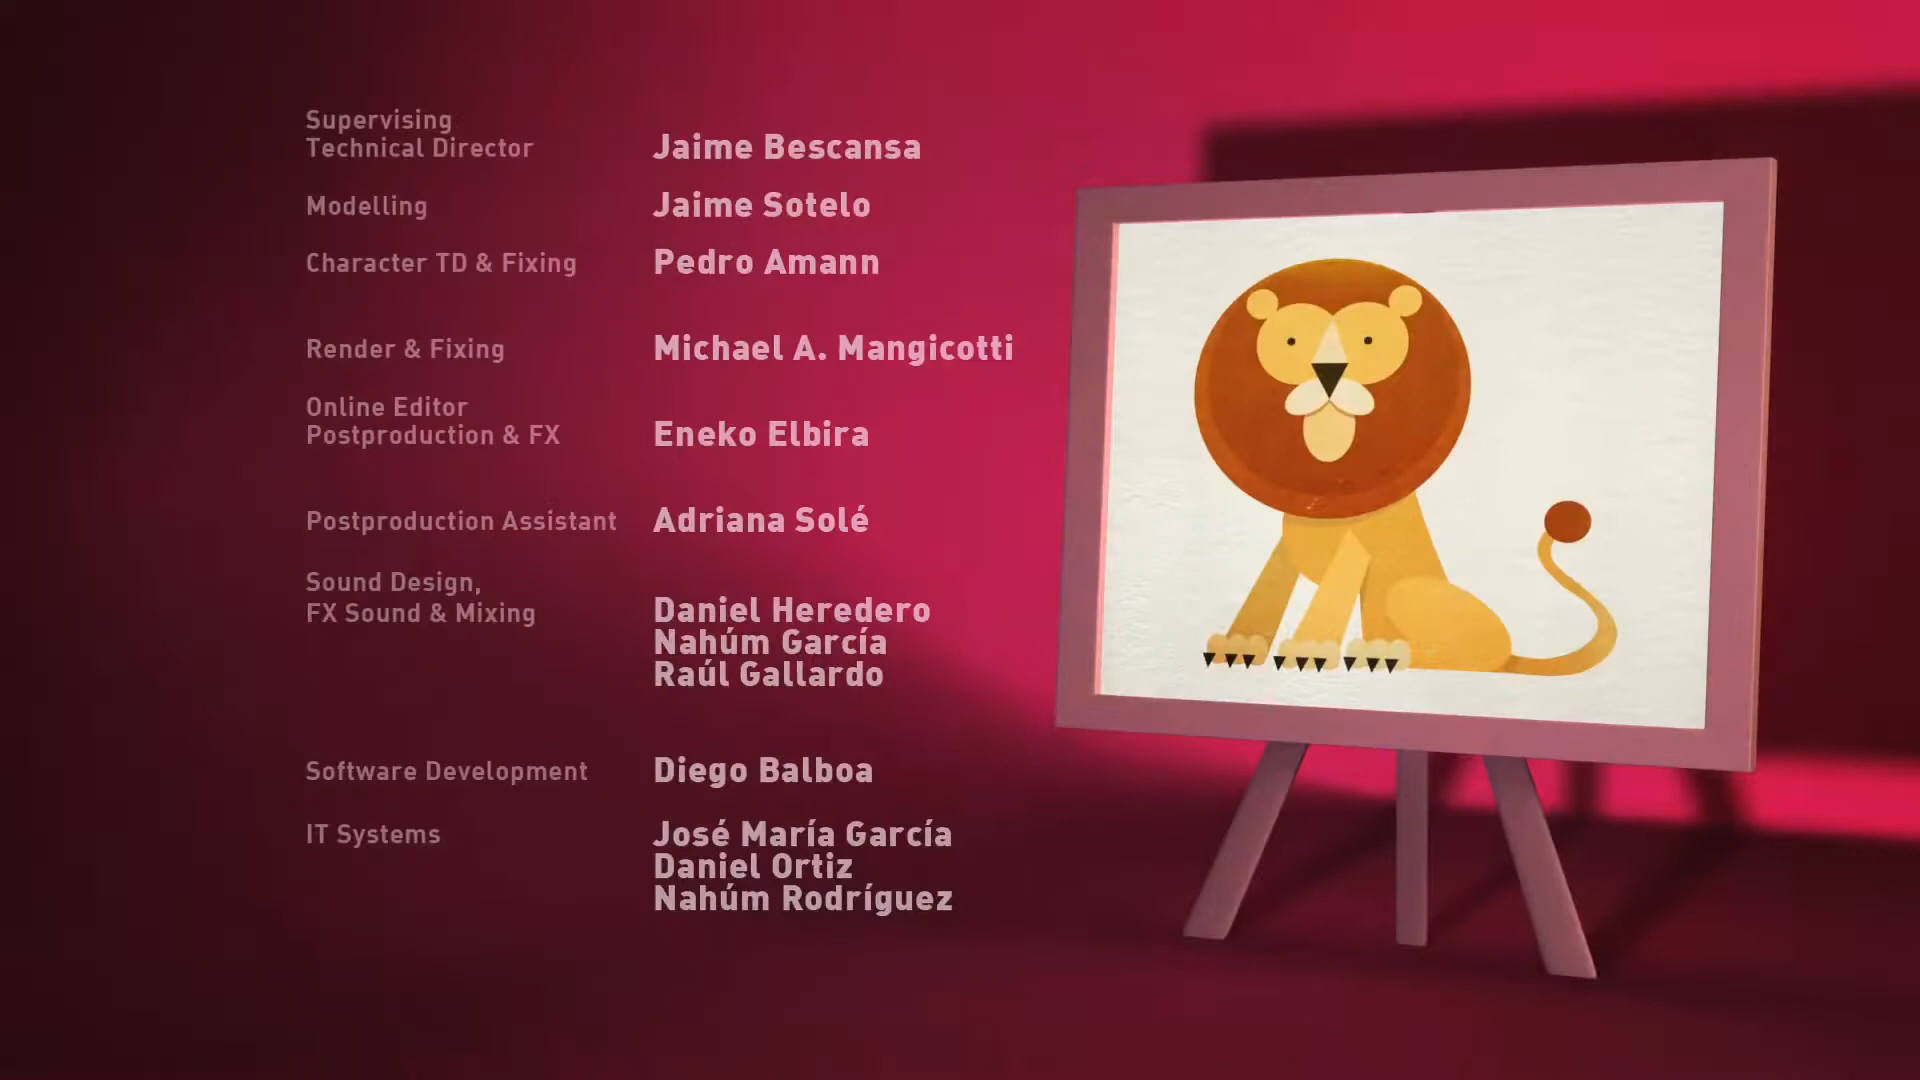 Supervising
Technical Director
Jaime Bescansa
Modelling
Jaime Sotelo
Character TD & Fixing
Pedro Amann
Render & Fixing
Michael A. Mangicotti
Online Editor
Postproduction & FX
Eneko Elbira
Postproduction Assistant
Adriana Solé
Sound Design,
FX Sound & Mixing
Daniel Heredero
Nahúm García
Raúl Gallardo
Software Development
Diego Balboa
IT Systems
José María García
Daniel Ortiz
Nahúm Rodríguez